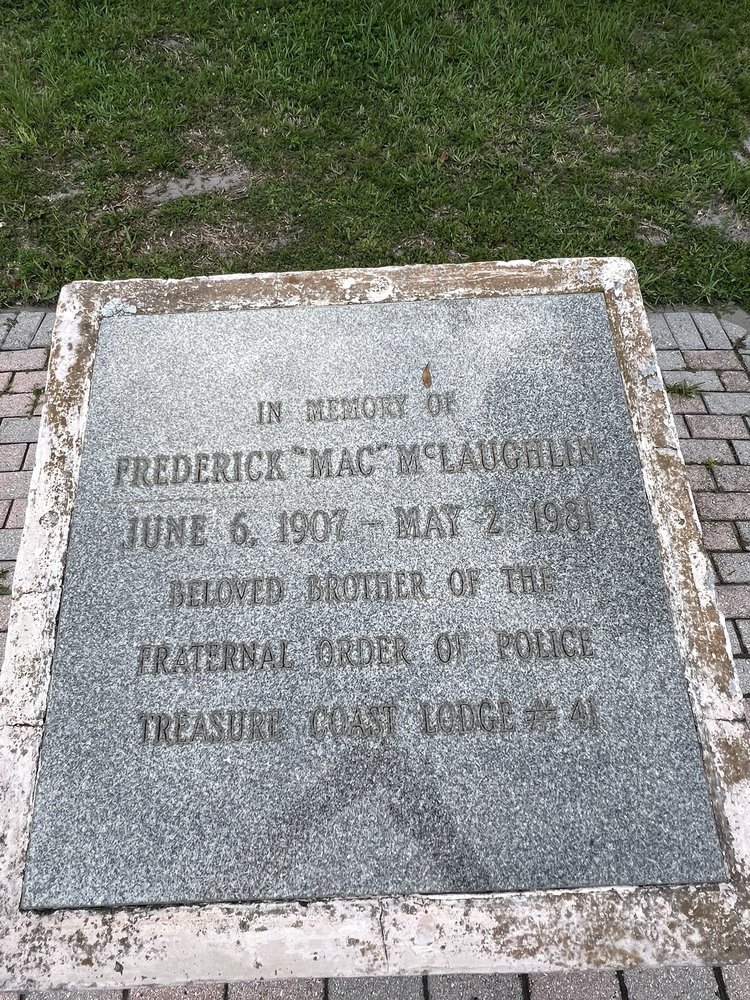 IN MEMORY OF
FREDERICK "MAC" McLAUGHLIN
JUNE 6, 1907 - MAY 2, 1981
BELOVED BROTHER OF THE
FRATERNAL ORDER OF POLICE
TREASURE COAST LODGE # 41